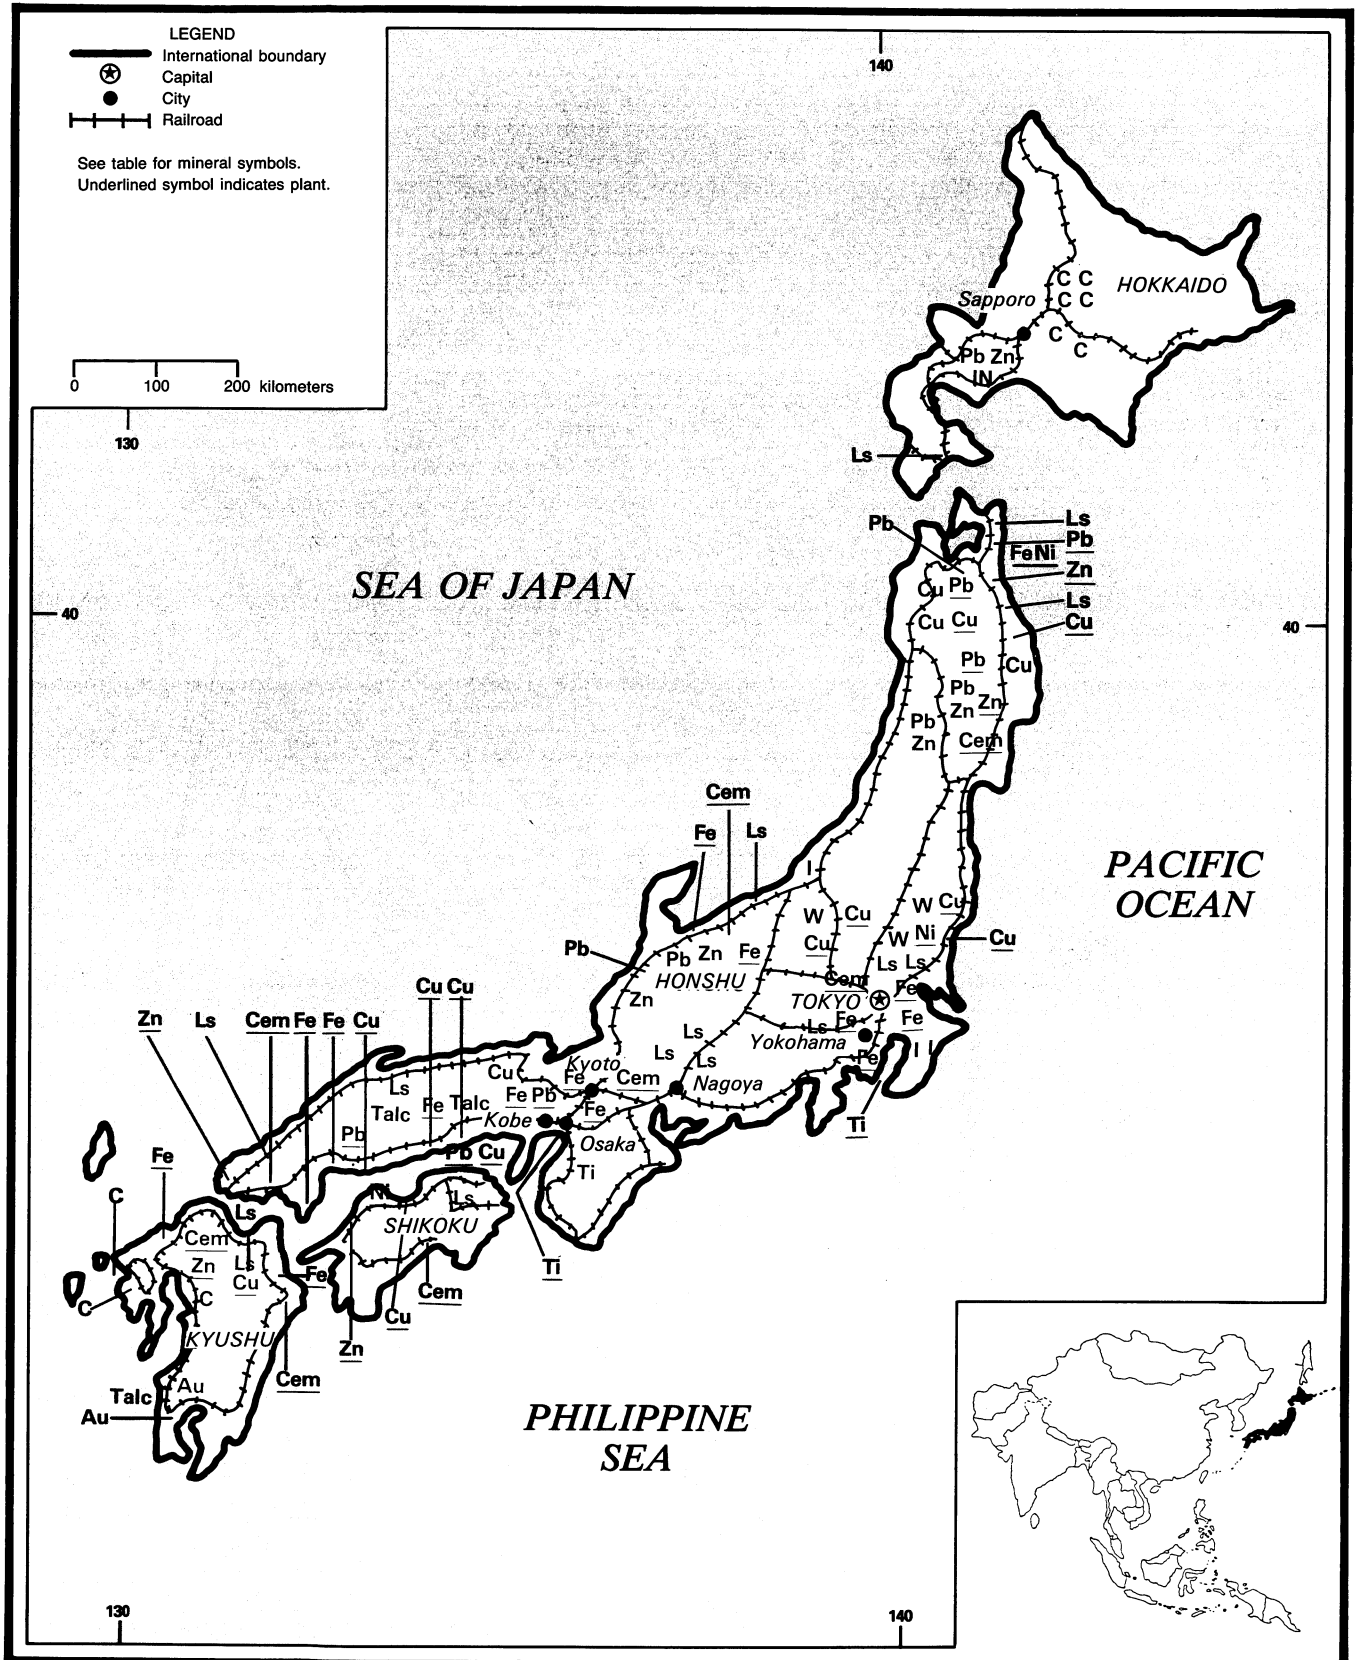 LEGEND
International boundary
Capital
City
Railroad
See table for mineral symbols.
Underlined symbol indicates plant.
0 100 200 kilometers
130
140
HOKKAIDO
Sapporo
C C
C C
C
C
Pb Zn
IN
Ls
40
40
SEA OF JAPAN
Pb
Ls
Pb
Fe Ni
Zn
Ls
Cu
Cu Pb
Cu Cu
Pb
Cu
Pb
Zn Zn
Pb
Zn
Cem
Cem
Fe
Ls
PACIFIC
OCEAN
I
W
Cu
W
Cu
Cu
W
Ni
Cu
Pb
Pb
Zn
Fe
HONSHU
Ls
Ls
Cem
TOKYO
Fe
Zn
Fe
Fe
Ls
Yokohama
I I
Fe
Ls
Ls
Ls
Nagoya
Ti
Zn
Ls
Cem
Fe
Fe
Cu
Cu
Cu
Kyoto
Fe
Cem
Cu
Ls
Talc
Fe
Talc
Fe
Pb
Kobe
Fe
Osaka
Pb
Pb Cu
Ti
Ti
Fe
C
Ls
Ni
Ls
SHIKOKU
Cem
Zn
Ls
Cu
Fe
C
C
KYUSHU
Cem
Cu
Zn
Cem
Talc
Au
Au
PHILIPPINE
SEA
130
140